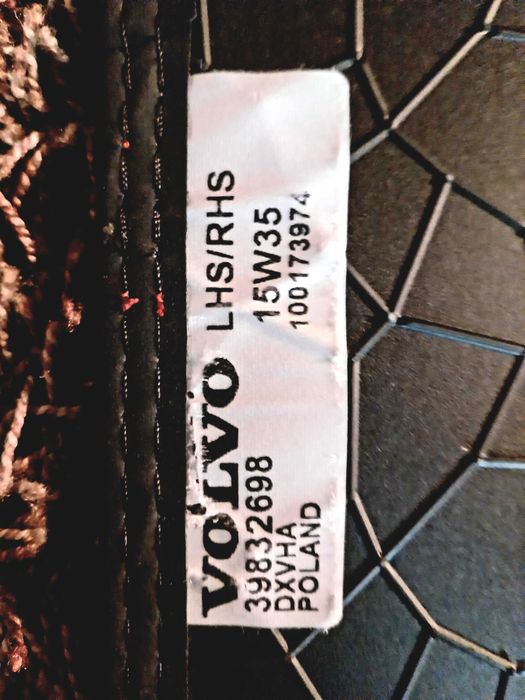 VOLVO LHS/RHS
39832698 15W35
DXVHA 100173974
POLAND